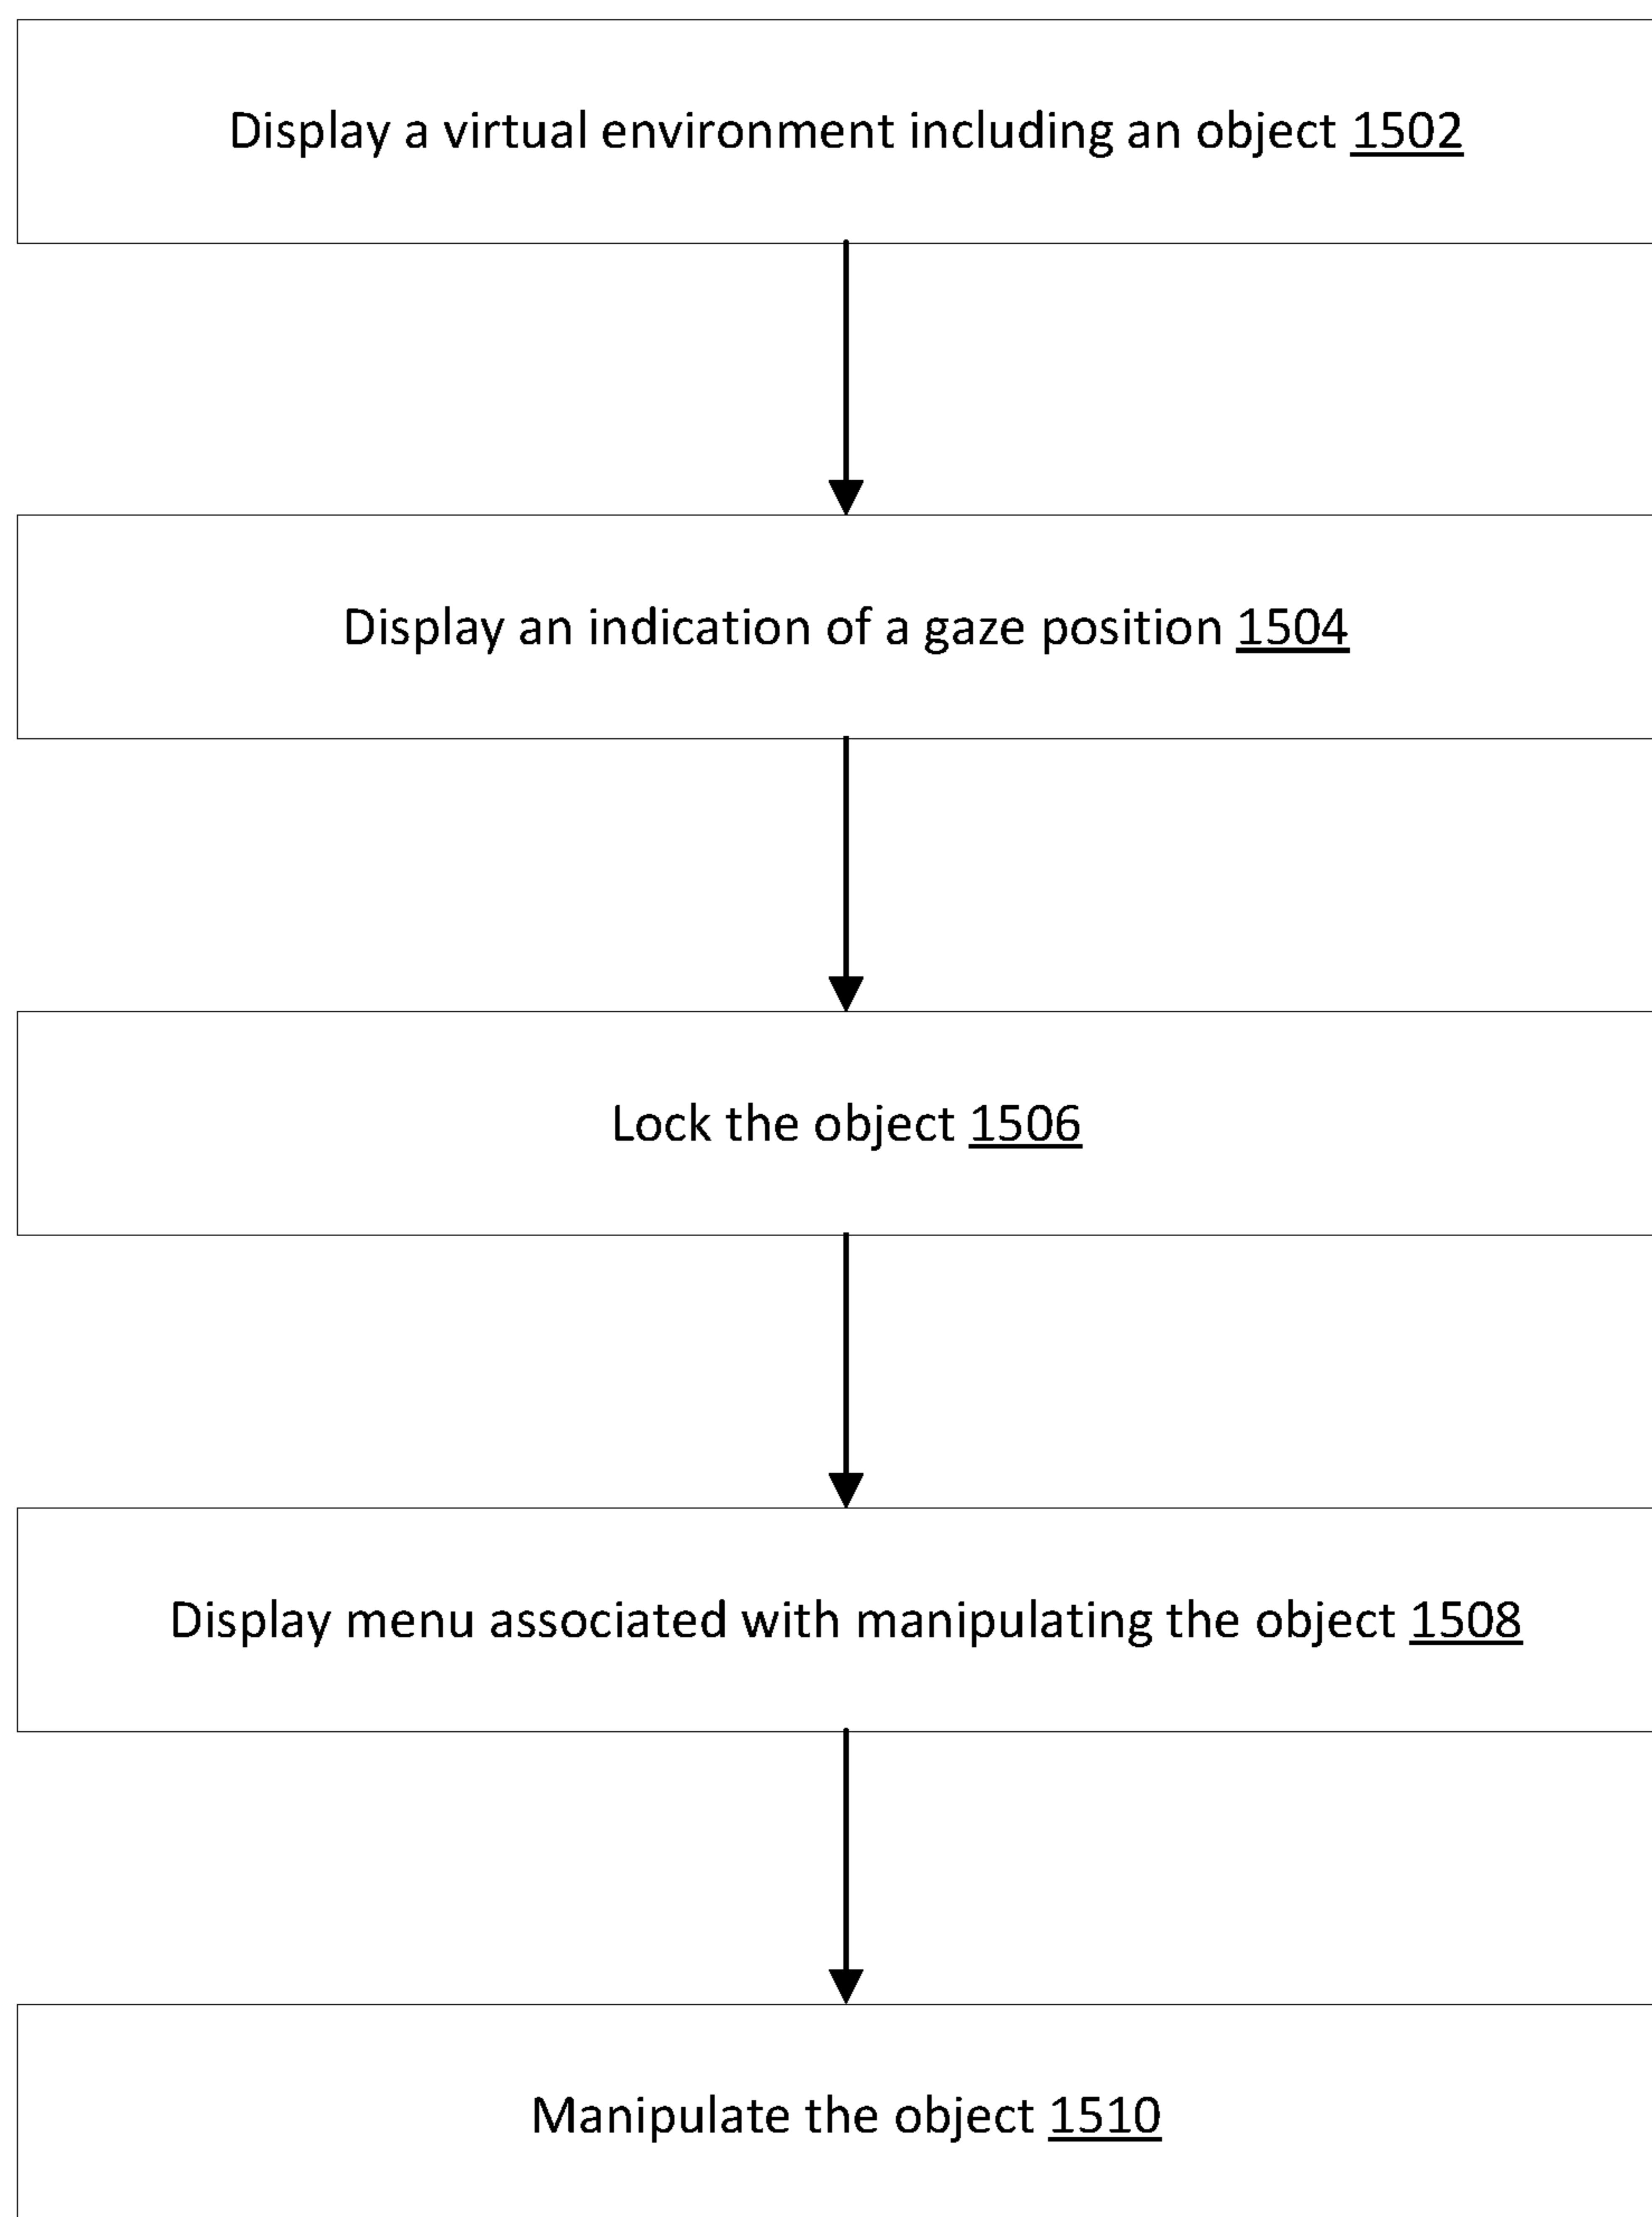 Display a virtual environment including an object 1502
Display an indication of a gaze position 1504
Lock the object 1506
Display menu associated with manipulating the object 1508
Manipulate the object 1510